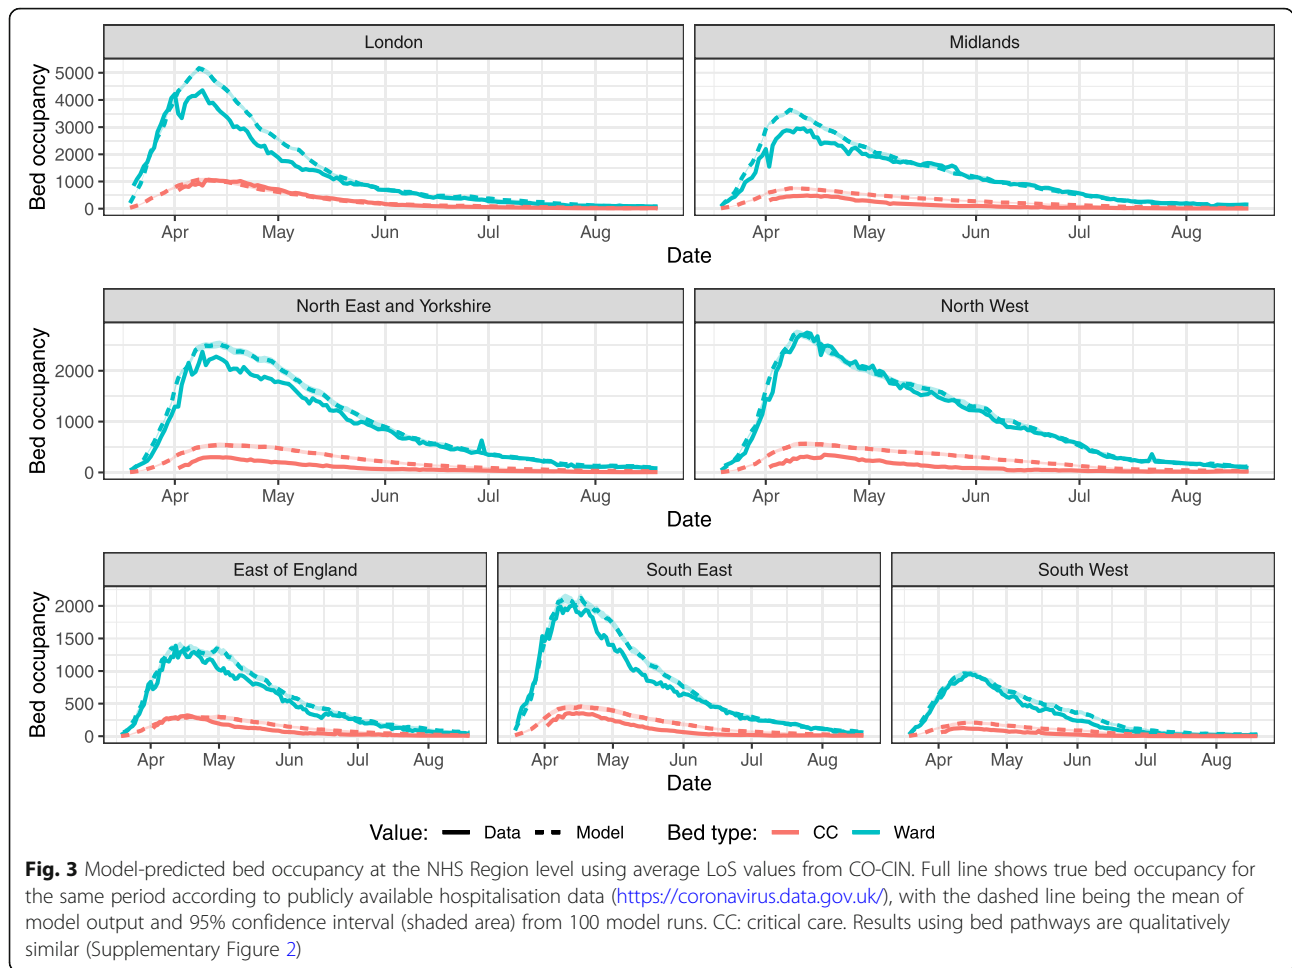 London
Midlands
Bed occupancy
5000
4000
3000
2000
1000
0
Apr May Jun Jul Aug
Apr May Jun Jul Aug
Date
North East and Yorkshire
North West
Bed occupancy
2000
1000
0
Apr May Jun Jul Aug
Apr May Jun Jul Aug
Date
East of England
South East
South West
Bed occupancy
2000
1500
1000
500
0
Apr May Jun Jul Aug
Apr May Jun Jul Aug
Apr May Jun Jul Aug
Date
Value: Data Model Bed type: CC Ward
Fig. 3 Model-predicted bed occupancy at the NHS Region level using average LoS values from CO-CIN. Full line shows true bed occupancy for
the same period according to publicly available hospitalisation data (https://coronavirus.data.gov.uk/), with the dashed line being the mean of
model output and 95% confidence interval (shaded area) from 100 model runs. CC: critical care. Results using bed pathways are qualitatively
similar (Supplementary Figure 2)